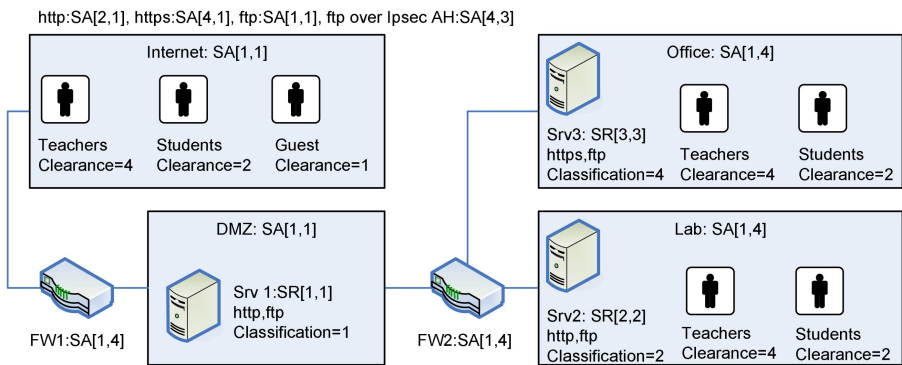 http:SA[2,1], https:SA[4,1], ftp:SA[1,1], ftp over Ipsec AH:SA[4,3]
Internet: SA[1,1]
Teachers
Clearance=4
Students
Clearance=2
Guest
Clearance=1
Office: SA[1,4]
Srv3: SR[3,3]
https,ftp
Classification=4
Teachers
Clearance=4
Students
Clearance=2
FW1:SA[1,4]
DMZ: SA[1,1]
Srv 1:SR[1,1]
http,ftp
Classification=1
FW2:SA[1,4]
Lab: SA[1,4]
Srv2: SR[2,2]
http,ftp
Classification=2
Teachers
Clearance=4
Students
Clearance=2